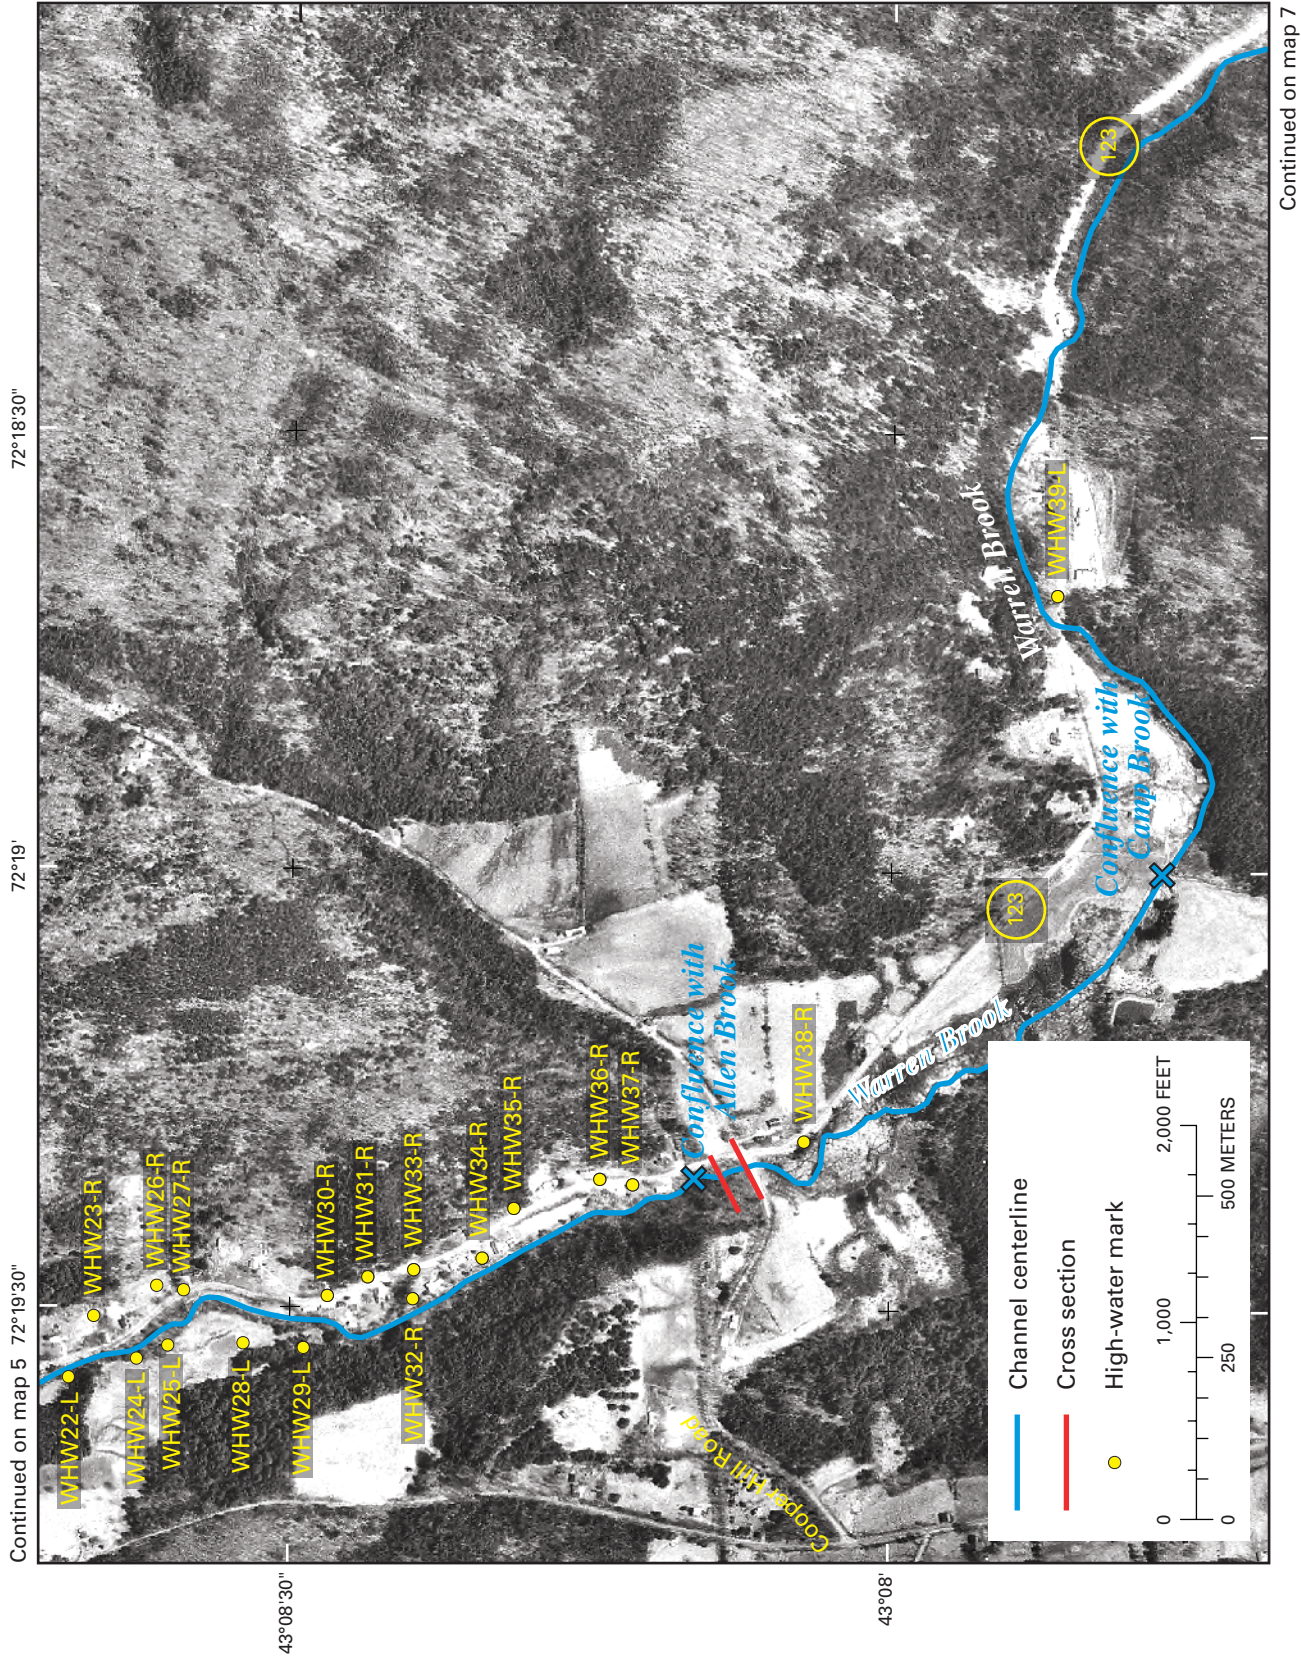 Continued on map 5
72°19'30"
72°19'
72°18'30"
43°08'30"
43°08'
WHW22-L
WHW23-R
WHW24-L
WHW25-L
WHW26-R
WHW27-R
WHW28-L
WHW29-L
WHW30-R
WHW31-R
WHW32-R
WHW33-R
WHW34-R
WHW35-R
WHW36-R
WHW37-R
Confluence with
Allen Brook
WHW38-R
Cooper Hill Road
Warren Brook
123
Confluence with
Camp Brook
Warren Brook
WHW39-L
123
Channel centerline
Cross section
High-water mark
0 1,000 2,000 FEET
0 250 500 METERS
Continued on map 7